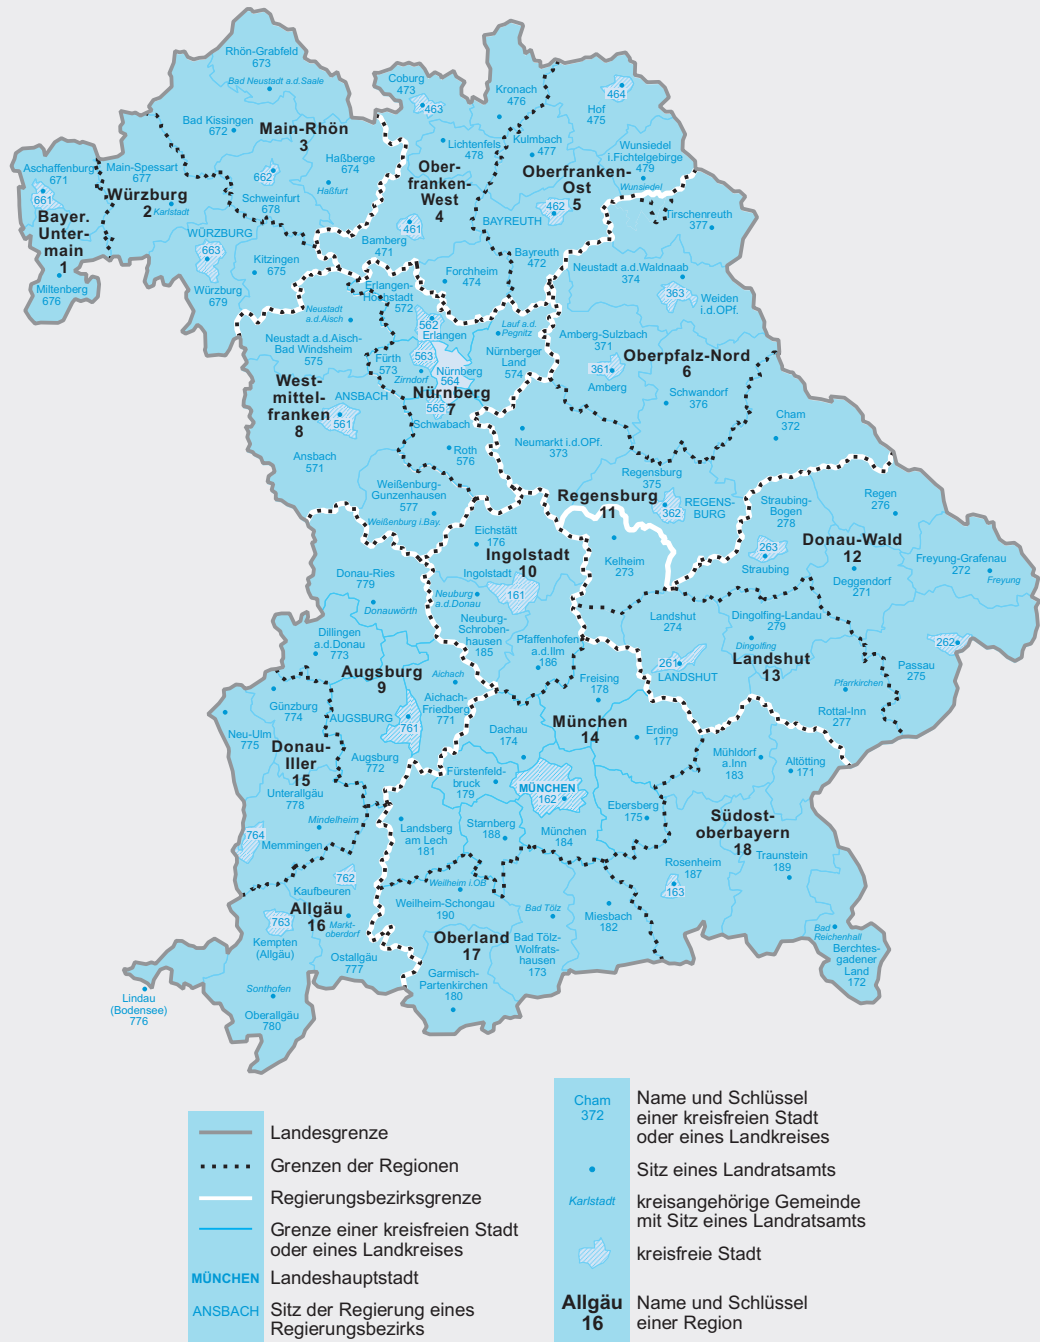 Rhön-Grabfeld
673
Bad Neustadt a.d.Saale
Coburg
473
463
Kronach
476
464
Hof
475
Bad Kissingen
672
Main-Rhön
3
Lichtenfels
478
Kulmbach
477
Wunsiedel
i.Fichtelgebirge
479
Wunsiedel
Aschaffenburg
671
661
Main-Spessart
677
Würzburg
2
Karlstadt
662
Schweinfurt
678
Haßberge
674
Haßfurt
Ober-
franken-
West
4
Oberfranken-
Ost
5
462
BAYREUTH
Tirschenreuth
377
Bayer.
Unter-
main
1
WÜRZBURG
663
461
Bamberg
471
Bayreuth
472
Miltenberg
676
Würzburg
679
Kitzingen
675
Forchheim
474
Neustadt a.d.Waldnaab
374
363
Weiden
i.d.OPf.
Erlangen-
Höchstadt
572
Neustadt
a.d.Aisch
562
Erlangen
Lauf a.d.
Pegnitz
Neustadt a.d.Aisch-
Bad Windsheim
575
Fürth
573
563
Zirndorf
Nürnberg
564
Nürnberger
Land
574
Amberg-Sulzbach
371
361
Amberg
Oberpfalz-Nord
6
Schwandorf
376
West-
mittel-
franken
8
ANSBACH
561
Nürnberg
7
565
Schwabach
Cham
372
Ansbach
571
Roth
576
Neumarkt i.d.OPf.
373
Weißenburg-
Gunzenhausen
577
Weißenburg i.Bay.
Regensburg
375
362
REGENS-
BURG
Regensburg
11
Straubing-
Bogen
278
Regen
276
Eichstätt
176
Ingolstadt
10
Ingolstadt
161
Kelheim
273
263
Straubing
Donau-Wald
12
Deggendorf
271
Freyung-Grafenau
272
Freyung
Donau-Ries
779
Donauwörth
Neuburg
a.d.Donau
Neuburg-
Schroben-
hausen
185
Pfaffenhofen
a.d.Ilm
186
Landshut
274
Dingolfing-Landau
279
Dingolfing
262
Dillingen
a.d.Donau
773
Augsburg
9
Aichach
Aichach-
Friedberg
771
Freising
178
261
LANDSHUT
Landshut
13
Pfarrkirchen
Passau
275
Rottal-Inn
277
Günzburg
774
Neu-Ulm
775
AUGSBURG
761
Augsburg
772
München
14
Dachau
174
Erding
177
Mühldorf
a.Inn
183
Altötting
171
Donau-
Iller
15
Fürstenfeld-
bruck
179
MÜNCHEN
162
Ebersberg
175
Unterallgäu
778
Mindelheim
764
Memmingen
Landsberg
am Lech
181
Starnberg
188
München
184
Südost-
oberbayern
18
Rosenheim
187
163
Traunstein
189
762
Kaufbeuren
Weilheim i.OB
Weilheim-Schongau
190
Allgäu
16
763
Kempten
(Allgäu)
Markt-
oberdorf
Ostallgäu
777
Oberland
17
Bad Tölz
Bad Tölz-
Wolfrats-
hausen
173
Miesbach
182
Bad
Reichenhall
Berchtes-
gadener
Land
172
Garmisch-
Partenkirchen
180
Lindau
(Bodensee)
776
Sonthofen
Oberallgäu
780
Landesgrenze
Grenzen der Regionen
Regierungsbezirksgrenze
Grenze einer kreisfreien Stadt
oder eines Landkreises
MÜNCHEN Landeshauptstadt
ANSBACH Sitz der Regierung eines
Regierungsbezirks
Cham
372
Name und Schlüssel
einer kreisfreien Stadt
oder eines Landkreises
Sitz eines Landratsamts
Karlstadt kreisangehörige Gemeinde
mit Sitz eines Landratsamts
kreisfreie Stadt
Allgäu
16
Name und Schlüssel
einer Region